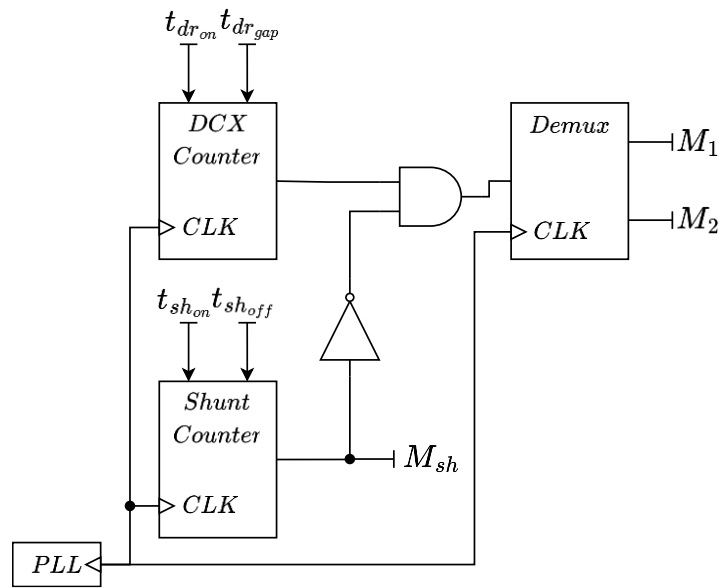 t_{dr_{on}} t_{dr_{gap}}
DCX
Counter
CLK
Demux
CLK
M_1
M_2
t_{sh_{on}} t_{sh_{off}}
Shunt
Counter
CLK
M_{sh}
PLL